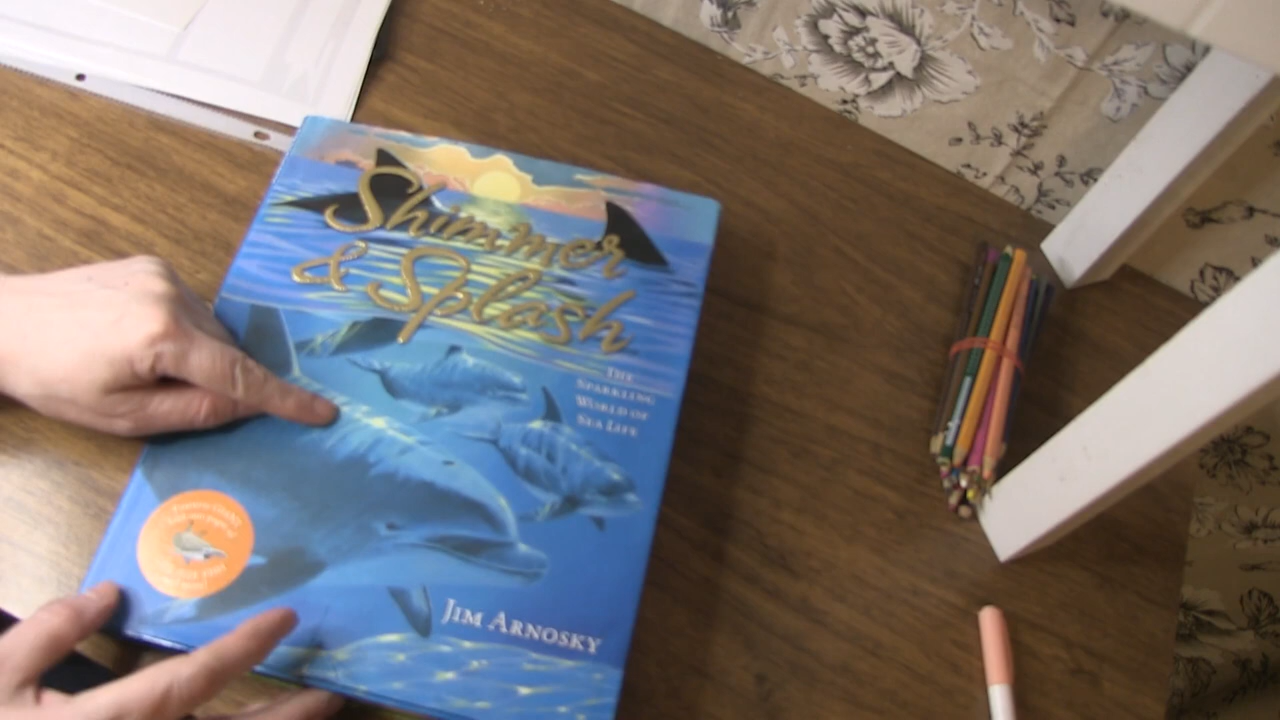 Shimmer
& Splash
THE
SPARKLING
WORLD OF
SEA LIFE
JIM ARNOSKY